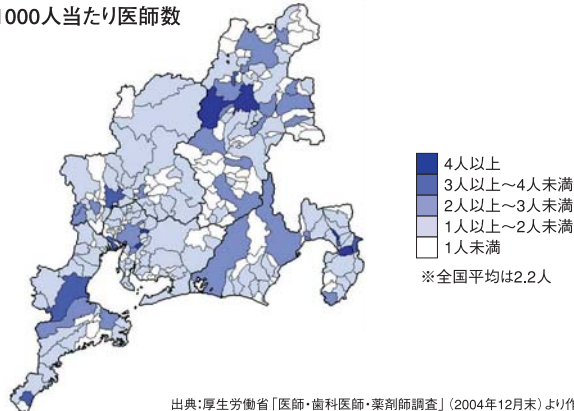 1000人当たり医師数
4人以上
3人以上～4人未満
2人以上～3人未満
1人以上～2人未満
1人未満
※全国平均は2.2人
出典:厚生労働省「医師・歯科医師・薬剤師調査」（2004年12月末）より作